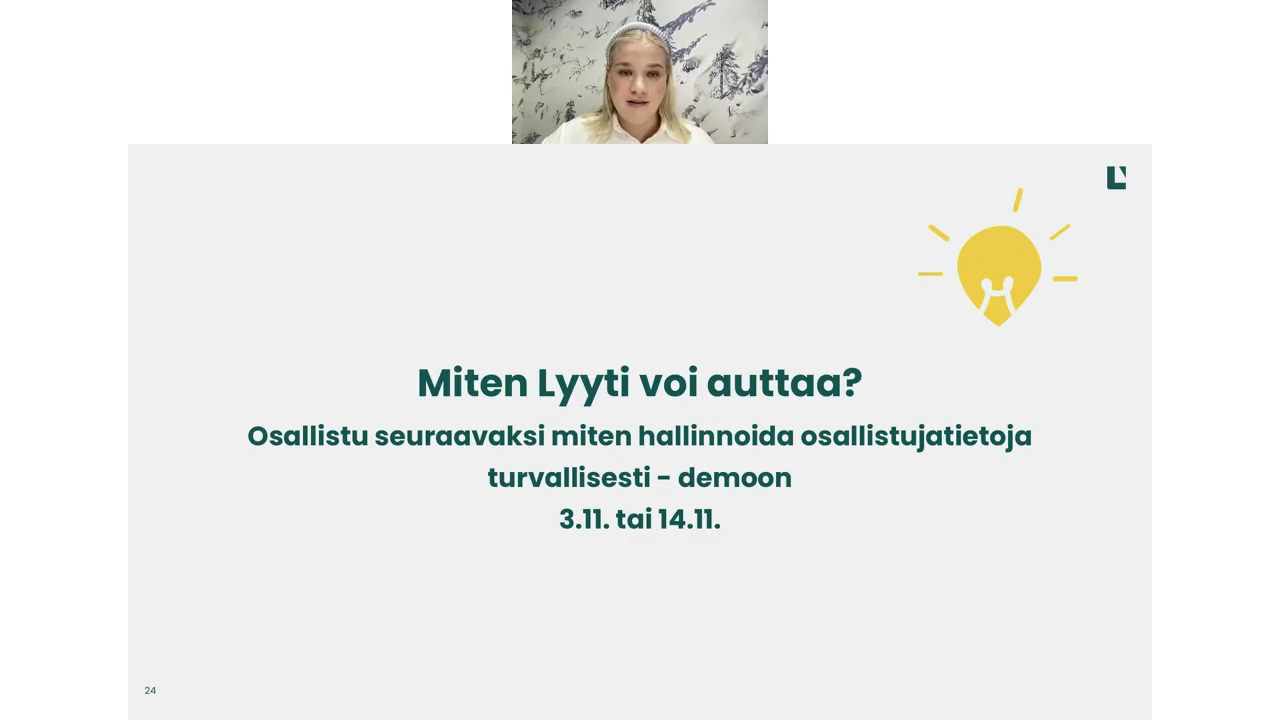 Miten Lyyti voi auttaa?
Osallistu seuraavaksi miten hallinnoida osallistujatietoja
turvallisesti - demoon
3.11. tai 14.11.
24